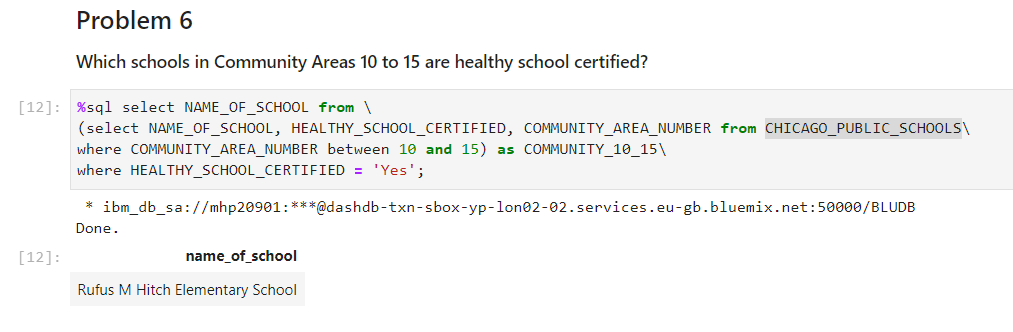 Problem 6
Which schools in Community Areas 10 to 15 are healthy school certified?
[12]: %sql select NAME_OF_SCHOOL from \
(select NAME_OF_SCHOOL, HEALTHY_SCHOOL_CERTIFIED, COMMUNITY_AREA_NUMBER from CHICAGO_PUBLIC_SCHOOLS\
where COMMUNITY_AREA_NUMBER between 10 and 15) as COMMUNITY_10_15\
where HEALTHY_SCHOOL_CERTIFIED = 'Yes';
* ibm_db_sa://mhp20901:***@dashdb-txn-sbox-yp-lon02-02.services.eu-gb.bluemix.net:50000/BLUDB
Done.
[12]: name_of_school
Rufus M Hitch Elementary School